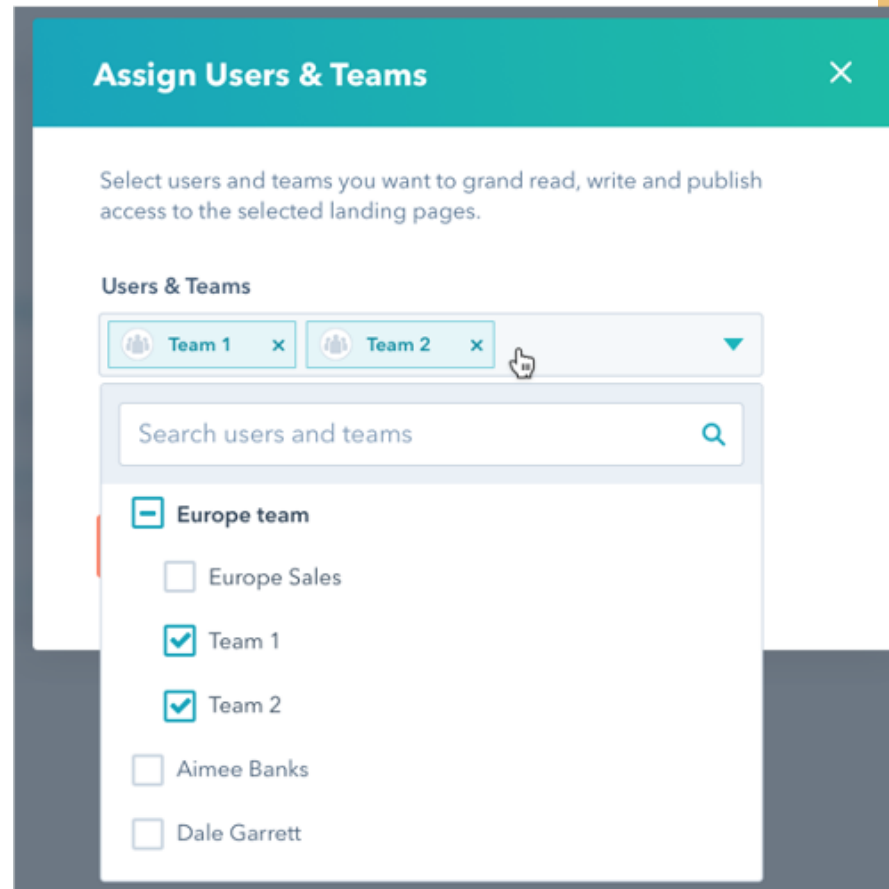 Assign Users & Teams
Select users and teams you want to grand read, write and publish
access to the selected landing pages.
Users & Teams
Team 1 Team 2
Search users and teams
Europe team
Europe Sales
Team 1
Team 2
Aimee Banks
Dale Garrett